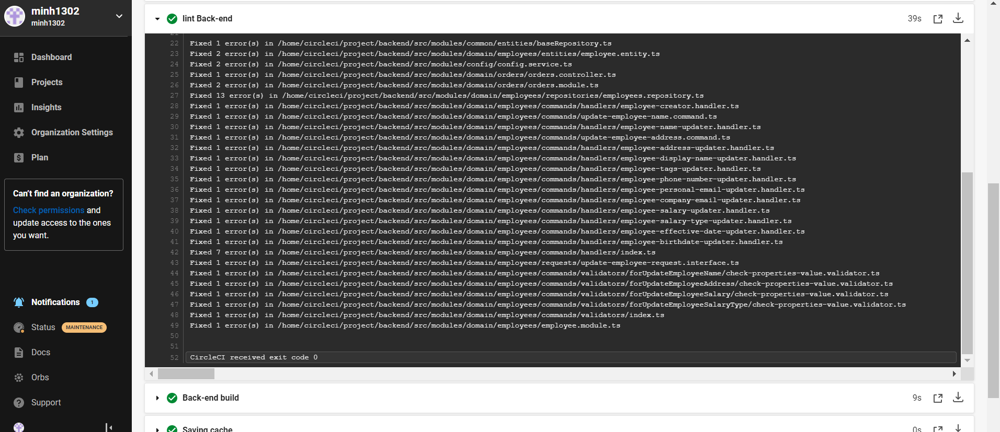 minh1302
minh1302
Dashboard
Projects
Insights
Organization Settings
Plan
Can't find an organization?
Check permissions and
update access to the ones
you want.
Notifications 1
Status MAINTENANCE
Docs
Orbs
Support
lint Back-end 39s
21
22 Fixed 1 error(s) in /home/circleci/project/backend/src/modules/common/entities/baseRepository.ts
23 Fixed 2 error(s) in /home/circleci/project/backend/src/modules/domain/employees/entities/employee.entity.ts
24 Fixed 2 error(s) in /home/circleci/project/backend/src/modules/config/config.service.ts
25 Fixed 1 error(s) in /home/circleci/project/backend/src/modules/domain/orders/orders.controller.ts
26 Fixed 2 error(s) in /home/circleci/project/backend/src/modules/domain/orders/orders.module.ts
27 Fixed 13 error(s) in /home/circleci/project/backend/src/modules/domain/employees/repositories/employees.repository.ts
28 Fixed 1 error(s) in /home/circleci/project/backend/src/modules/domain/employees/commands/handlers/employee-creator.handler.ts
29 Fixed 1 error(s) in /home/circleci/project/backend/src/modules/domain/employees/commands/update-employee-name.command.ts
30 Fixed 1 error(s) in /home/circleci/project/backend/src/modules/domain/employees/commands/handlers/employee-name-updater.handler.ts
31 Fixed 1 error(s) in /home/circleci/project/backend/src/modules/domain/employees/commands/update-employee-address.command.ts
32 Fixed 1 error(s) in /home/circleci/project/backend/src/modules/domain/employees/commands/handlers/employee-address-updater.handler.ts
33 Fixed 1 error(s) in /home/circleci/project/backend/src/modules/domain/employees/commands/handlers/employee-display-name-updater.handler.ts
34 Fixed 1 error(s) in /home/circleci/project/backend/src/modules/domain/employees/commands/handlers/employee-tags-updater.handler.ts
35 Fixed 1 error(s) in /home/circleci/project/backend/src/modules/domain/employees/commands/handlers/employee-phone-number-updater.handler.ts
36 Fixed 1 error(s) in /home/circleci/project/backend/src/modules/domain/employees/commands/handlers/employee-personal-email-updater.handler.ts
37 Fixed 1 error(s) in /home/circleci/project/backend/src/modules/domain/employees/commands/handlers/employee-company-email-updater.handler.ts
38 Fixed 1 error(s) in /home/circleci/project/backend/src/modules/domain/employees/commands/handlers/employee-salary-updater.handler.ts
39 Fixed 1 error(s) in /home/circleci/project/backend/src/modules/domain/employees/commands/handlers/employee-salary-type-updater.handler.ts
40 Fixed 1 error(s) in /home/circleci/project/backend/src/modules/domain/employees/commands/handlers/employee-effective-date-updater.handler.ts
41 Fixed 1 error(s) in /home/circleci/project/backend/src/modules/domain/employees/commands/handlers/employee-birthdate-updater.handler.ts
42 Fixed 7 error(s) in /home/circleci/project/backend/src/modules/domain/employees/commands/handlers/index.ts
43 Fixed 1 error(s) in /home/circleci/project/backend/src/modules/domain/employees/requests/update-employee-request.interface.ts
44 Fixed 1 error(s) in /home/circleci/project/backend/src/modules/domain/employees/commands/validators/forUpdateEmployeeName/check-properties-value.validator.ts
45 Fixed 1 error(s) in /home/circleci/project/backend/src/modules/domain/employees/commands/validators/forUpdateEmployeeAddress/check-properties-value.validator.ts
46 Fixed 1 error(s) in /home/circleci/project/backend/src/modules/domain/employees/commands/validators/forUpdateEmployeeSalary/check-properties-value.validator.ts
47 Fixed 1 error(s) in /home/circleci/project/backend/src/modules/domain/employees/commands/validators/forUpdateEmployeeSalaryType/check-properties-value.validator.ts
48 Fixed 1 error(s) in /home/circleci/project/backend/src/modules/domain/employees/commands/validators/index.ts
49 Fixed 1 error(s) in /home/circleci/project/backend/src/modules/domain/employees/employee.module.ts
50
51
52 CircleCI received exit code 0
Back-end build 9s
Saving cache 0s